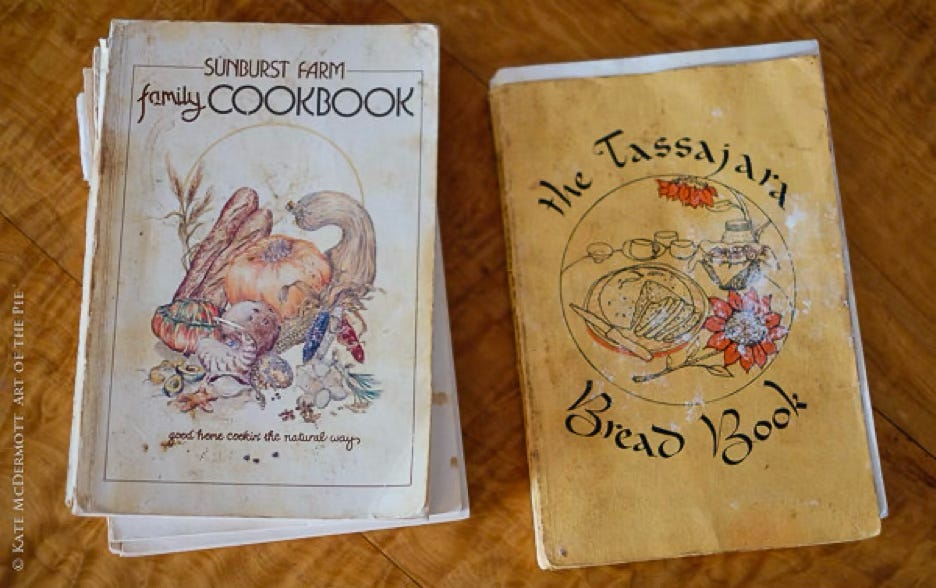 SUNBURST FARM
family COOKBOOK
good home cookin' the natural way
the Tassajara
Bread Book
© KATE MCDERMOTT ART OF THE PIE